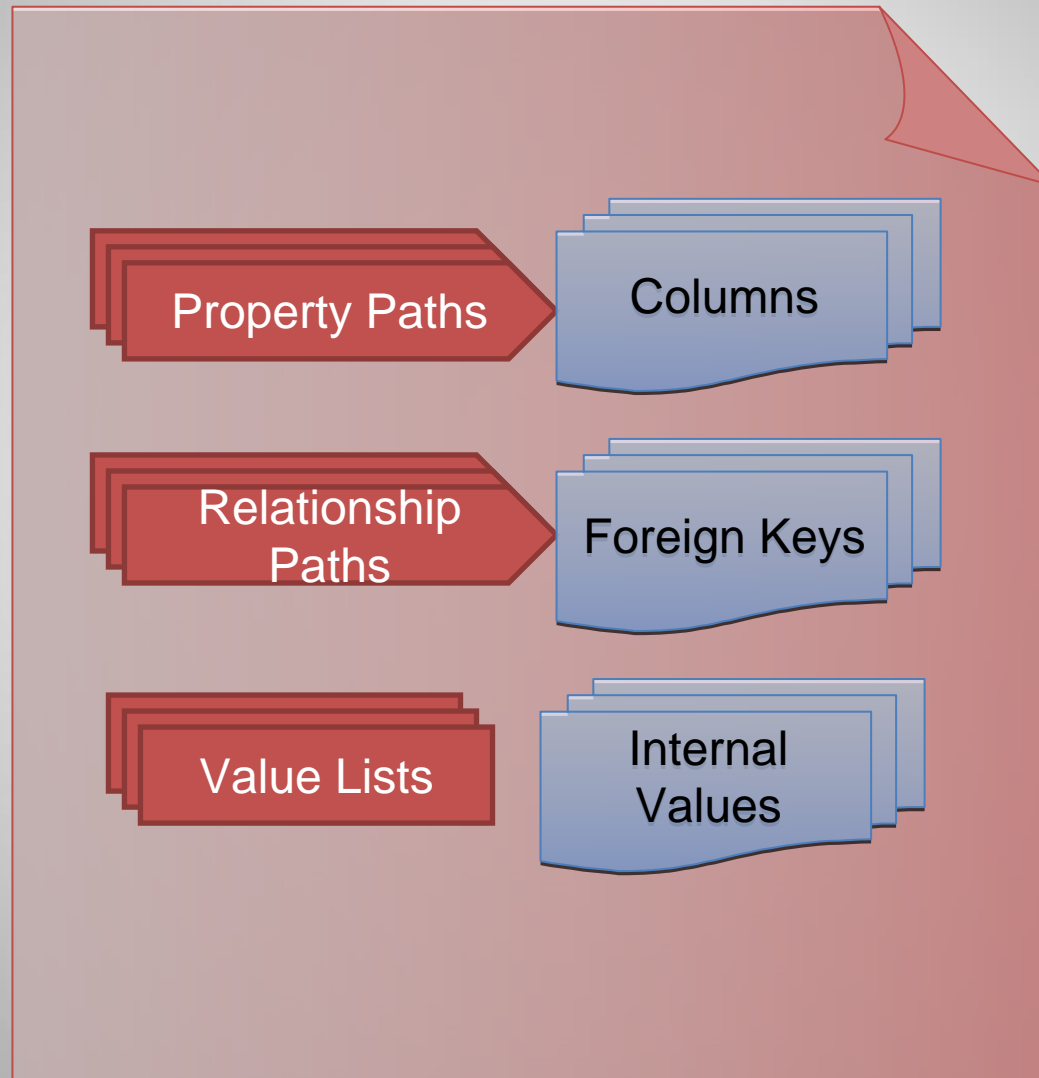 Property Paths
Columns
Relationship
Paths
Foreign Keys
Value Lists
Internal
Values